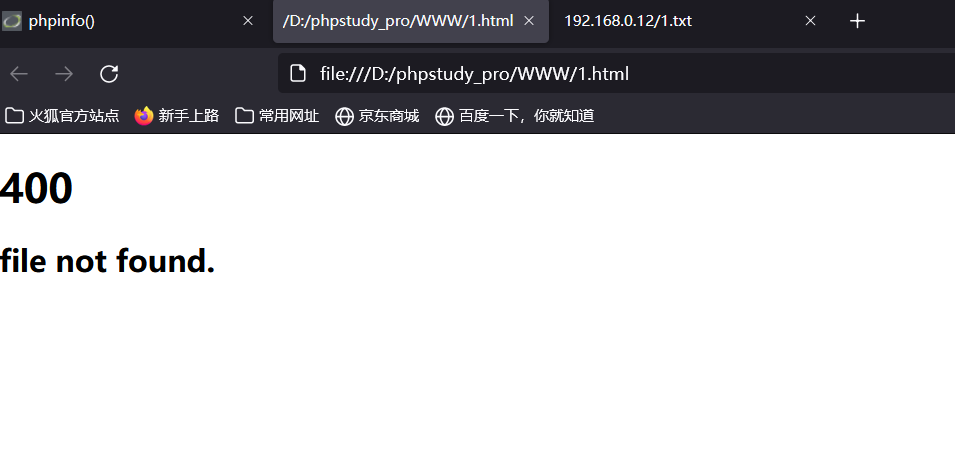 phpinfo()
/D:/phpstudy_pro/WWW/1.html
192.168.0.12/1.txt
file:///D:/phpstudy_pro/WWW/1.html
火狐官方站点 新手上路 常用网址 京东商城 百度一下，你就知道
400
file not found.